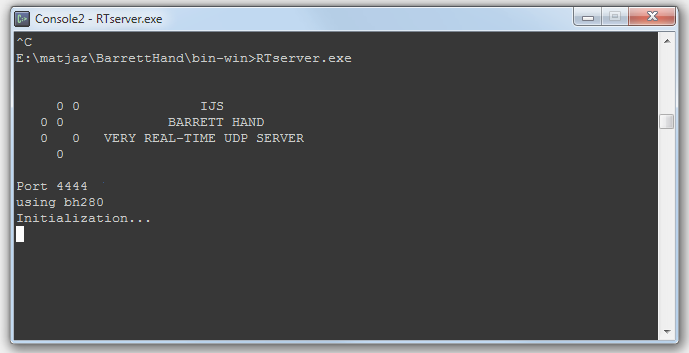 Console2 - RTserver.exe
^C
E:\matjaz\BarrettHand\bin-win>RTserver.exe
0 0 IJS
0 0 BARRETT HAND
0 0 VERY REAL-TIME UDP SERVER
0
Port 4444
using bh280
Initialization...